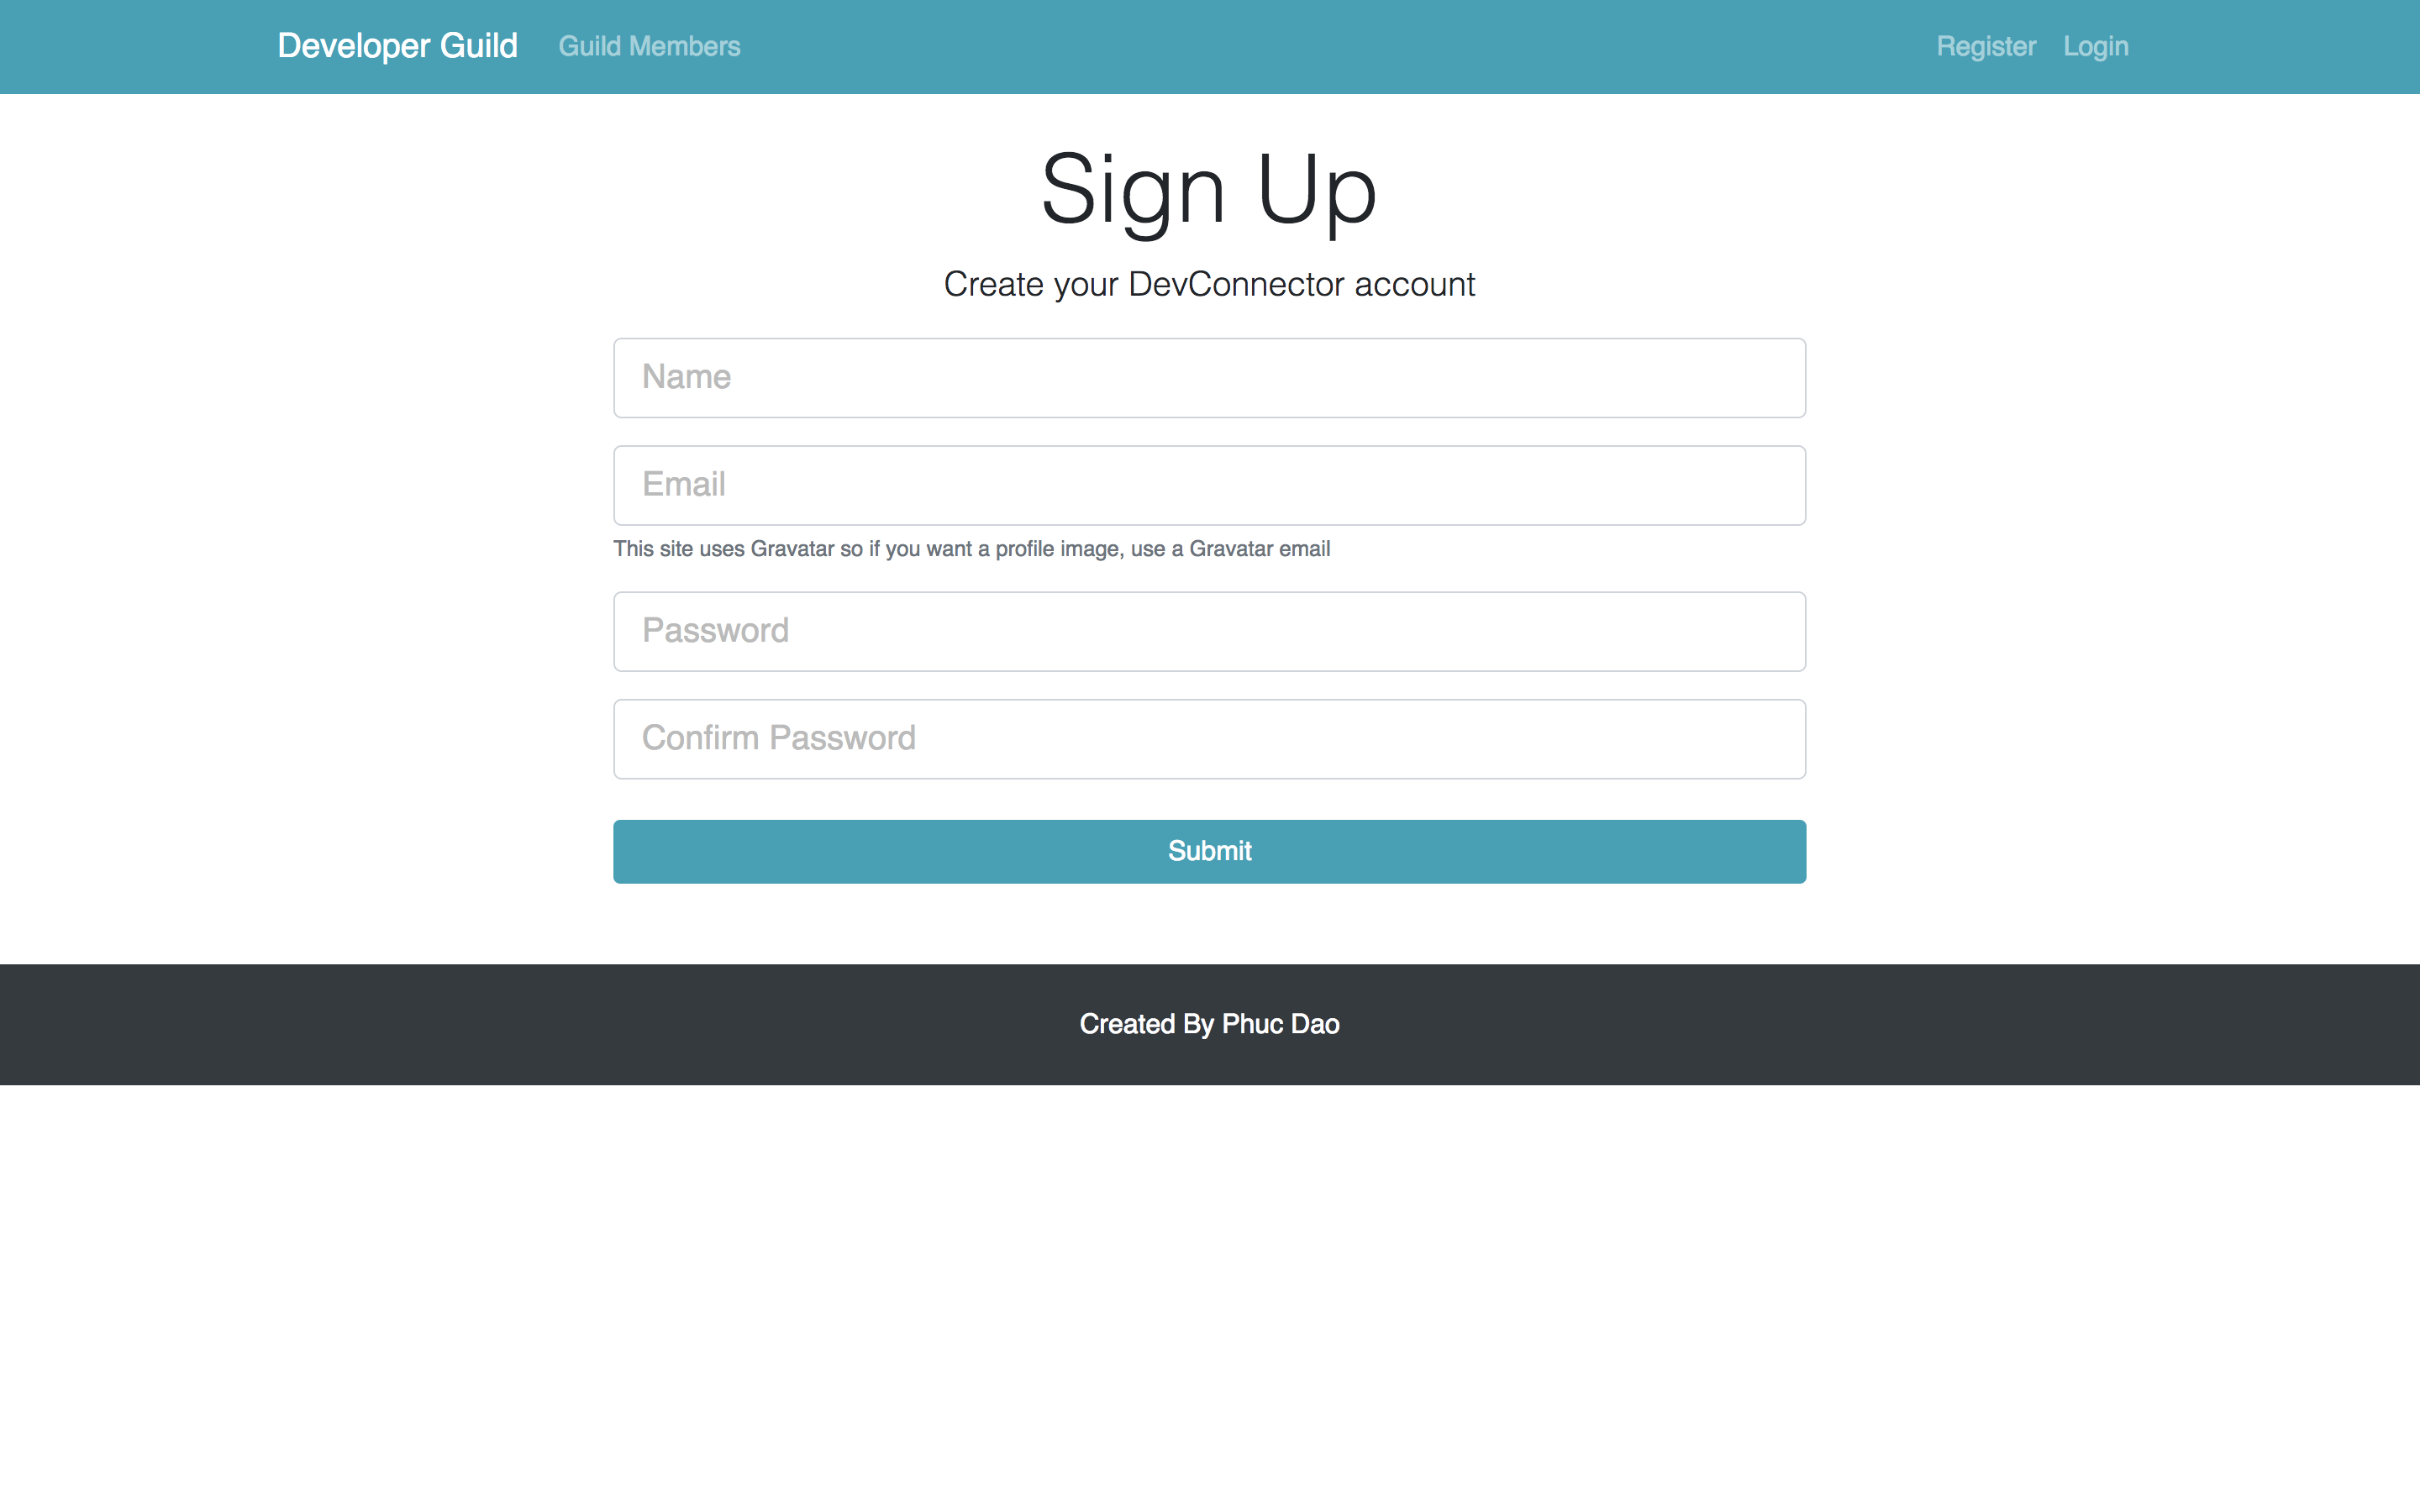 Developer Guild Guild Members Register Login
Sign Up
Create your DevConnector account
Name
Email
This site uses Gravatar so if you want a profile image, use a Gravatar email
Password
Confirm Password
Submit
Created By Phuc Dao